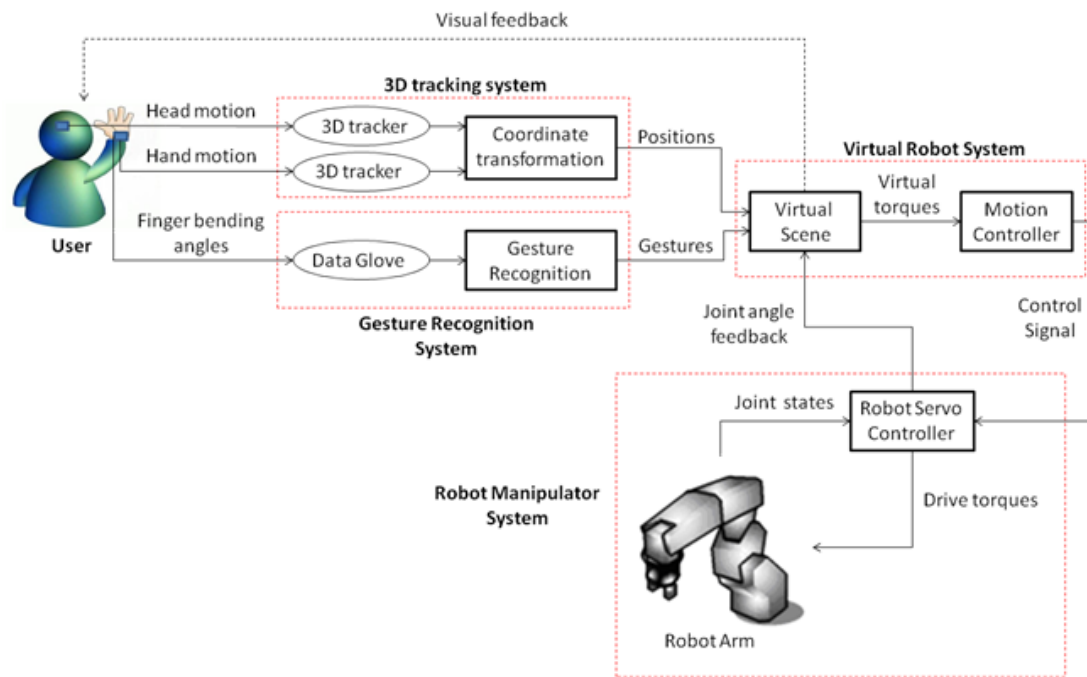 Visual feedback
3D tracking system
Head motion
3D tracker
Coordinate
transformation
Positions
Hand motion
3D tracker
Virtual Robot System
Virtual
torques
Virtual
Scene
Motion
Controller
User
Finger bending
angles
Data Glove
Gesture
Recognition
Gestures
Gesture Recognition
System
Joint angle
feedback
Control
Signal
Joint states
Robot Servo
Controller
Robot Manipulator
System
Drive torques
Robot Arm